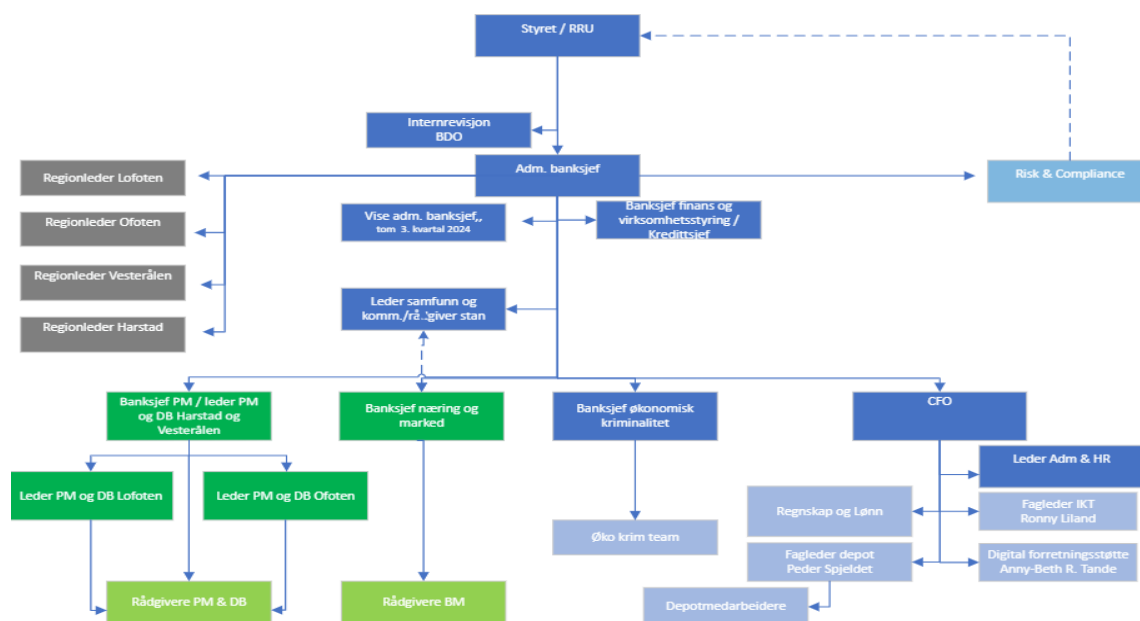 Styret / RRU
Internrevisjon
BDO
Adm. banksjef
Risk & Compliance
Regionleder Lofoten
Regionleder Ofoten
Regionleder Vesterålen
Regionleder Harstad
Vise adm. banksjef,,
tom 3. kvartal 2024
Banksjef finans og
virksomhetsstyring /
Kredittsjef
Leder samfunn og
komm./rå..giver stan
Banksjef PM / leder PM
og DB Harstad og
Vesterålen
Banksjef næring og
marked
Banksjef økonomisk
kriminalitet
CFO
Leder PM og DB Lofoten
Leder PM og DB Ofoten
Leder Adm & HR
Regnskap og Lønn
Fagleder IKT
Ronny Liland
Øko krim team
Fagleder depot
Peder Spjeldet
Digital forretningsstøtte
Anny-Beth R. Tande
Rådgivere PM & DB
Rådgivere BM
Depotmedarbeidere